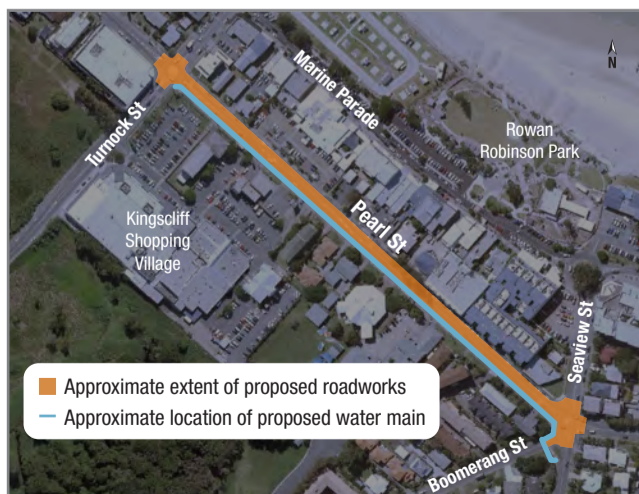 N
Marine Parade
Rowan
Robinson Park
Turnock St
Kingscliff
Shopping
Village
Pearl St
Seaview St
Approximate extent of proposed roadworks
Approximate location of proposed water main
Boomerang St